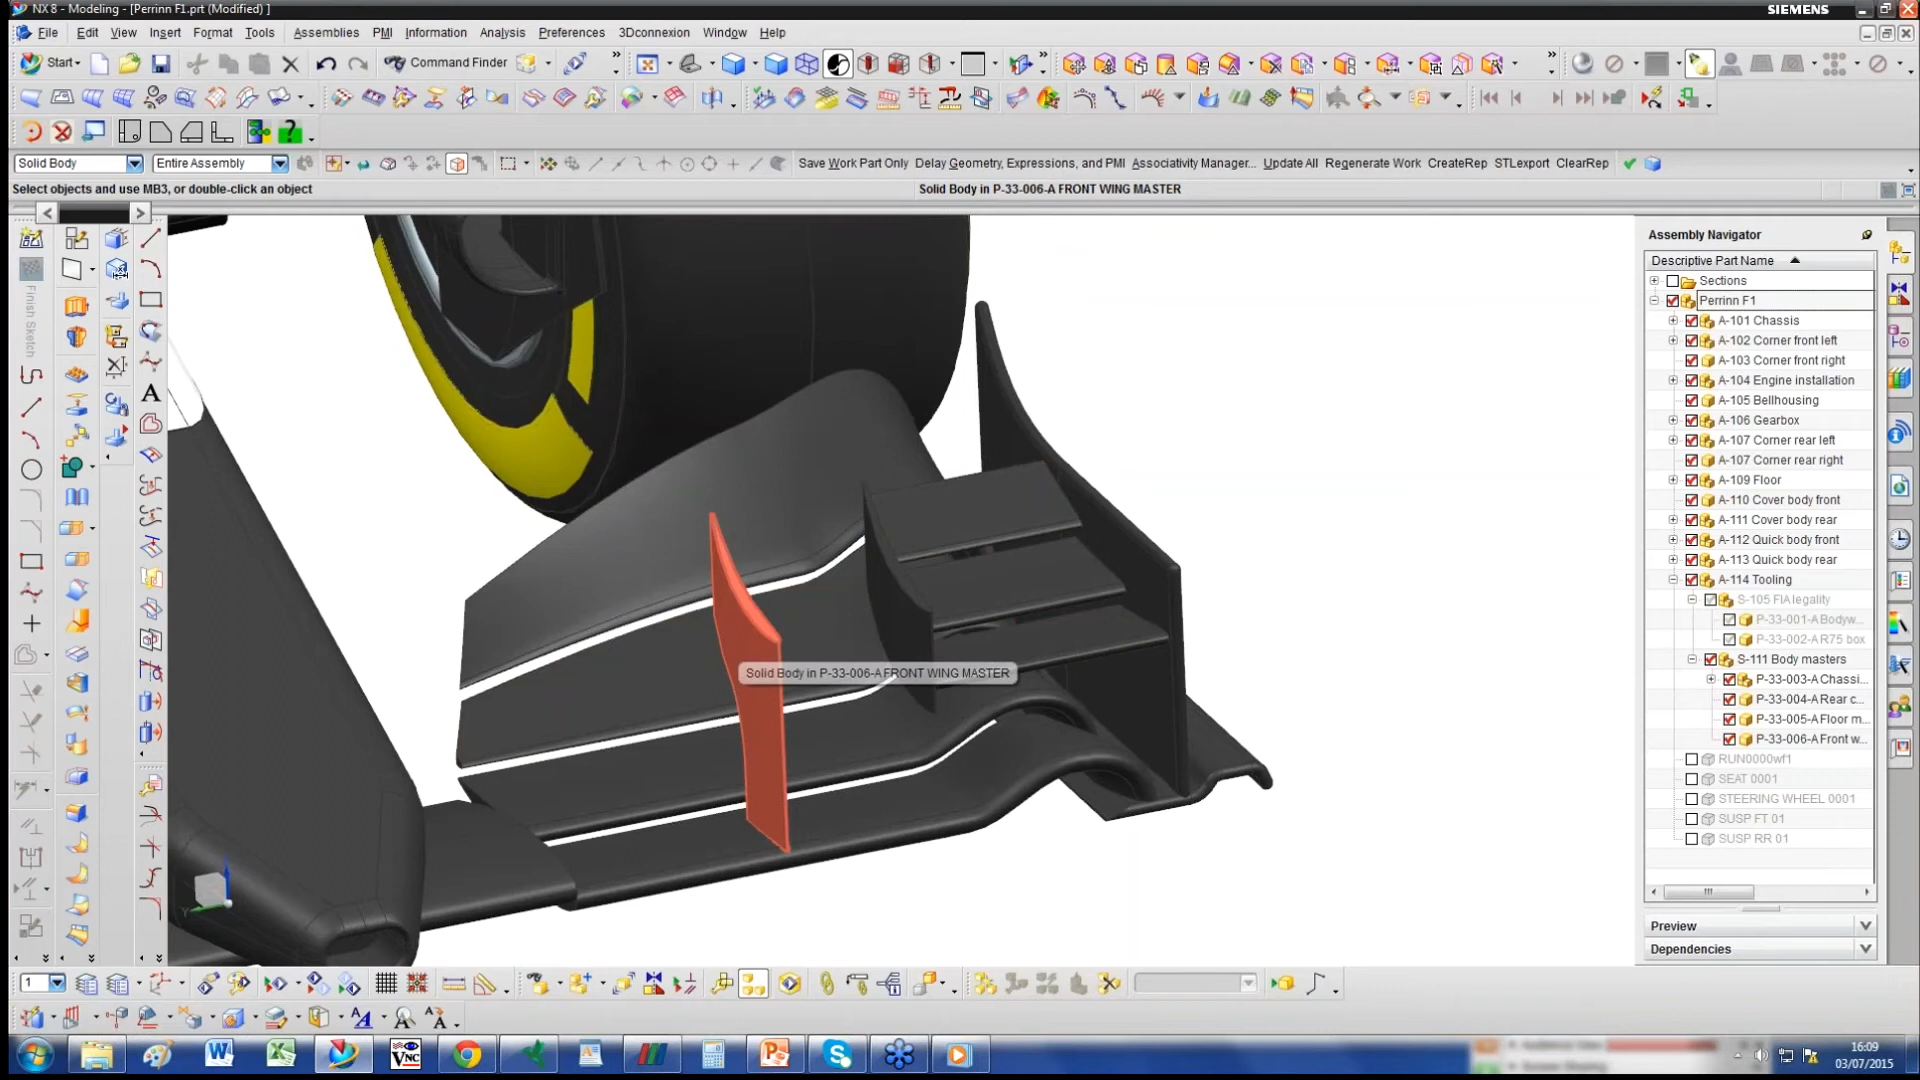 NX 8 - Modeling - [Perrinn F1.prt (Modified) ]
SIEMENS
File Edit View Insert Format Tools Assemblies PMI Information Analysis Preferences 3Dconnexion Window Help
Start Command Finder
Solid Body Entire Assembly Save Work Part Only Delay Geometry, Expressions, and PMI Associativity Manager... Update All Regenerate Work CreateRep STLexport ClearRep
Select objects and use MB3, or double-click an object Solid Body in P-33-006-A FRONT WING MASTER
Assembly Navigator
Descriptive Part Name
Sections
Perrinn F1
A-101 Chassis
A-102 Corner front left
A-103 Corner front right
A-104 Engine installation
A-105 Bellhousing
A-106 Gearbox
A-107 Corner rear left
A-107 Corner rear right
A-109 Floor
A-110 Cover body front
A-111 Cover body rear
A-112 Quick body front
A-113 Quick body rear
A-114 Tooling
S-105 FIA legality
P-33-001-A Bodyw...
P-33-002-A R75 box
S-111 Body masters
P-33-003-A Chassi...
P-33-004-A Rear c...
P-33-005-A Floor m...
P-33-006-A Front w...
RUN0000wf1
SEAT 0001
STEERING WHEEL 0001
SUSP FT 01
SUSP RR 01
Preview
Dependencies
Finish Sketch
A
Solid Body in P-33-006-A FRONT WING MASTER
Y
1
VNC
16:09
03/07/2015